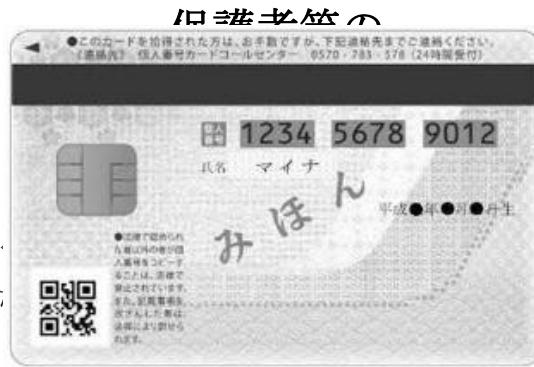 保護者等の
●このカードを拾得された方は、お手数ですが、下記連絡先までご連絡ください。
(連絡先) 個人番号カードコールセンター 0570-783-578 (24時間受付)
個人番号 1234 5678 9012
氏名 マイナ
みほん
平成●年●月●日生
●法律で認められ
た者以外の者が個
人番号をコピーす
ることは、法律で
禁止されています。
また、記載事項を
改ざんした者は、
法律により罰せら
れます。